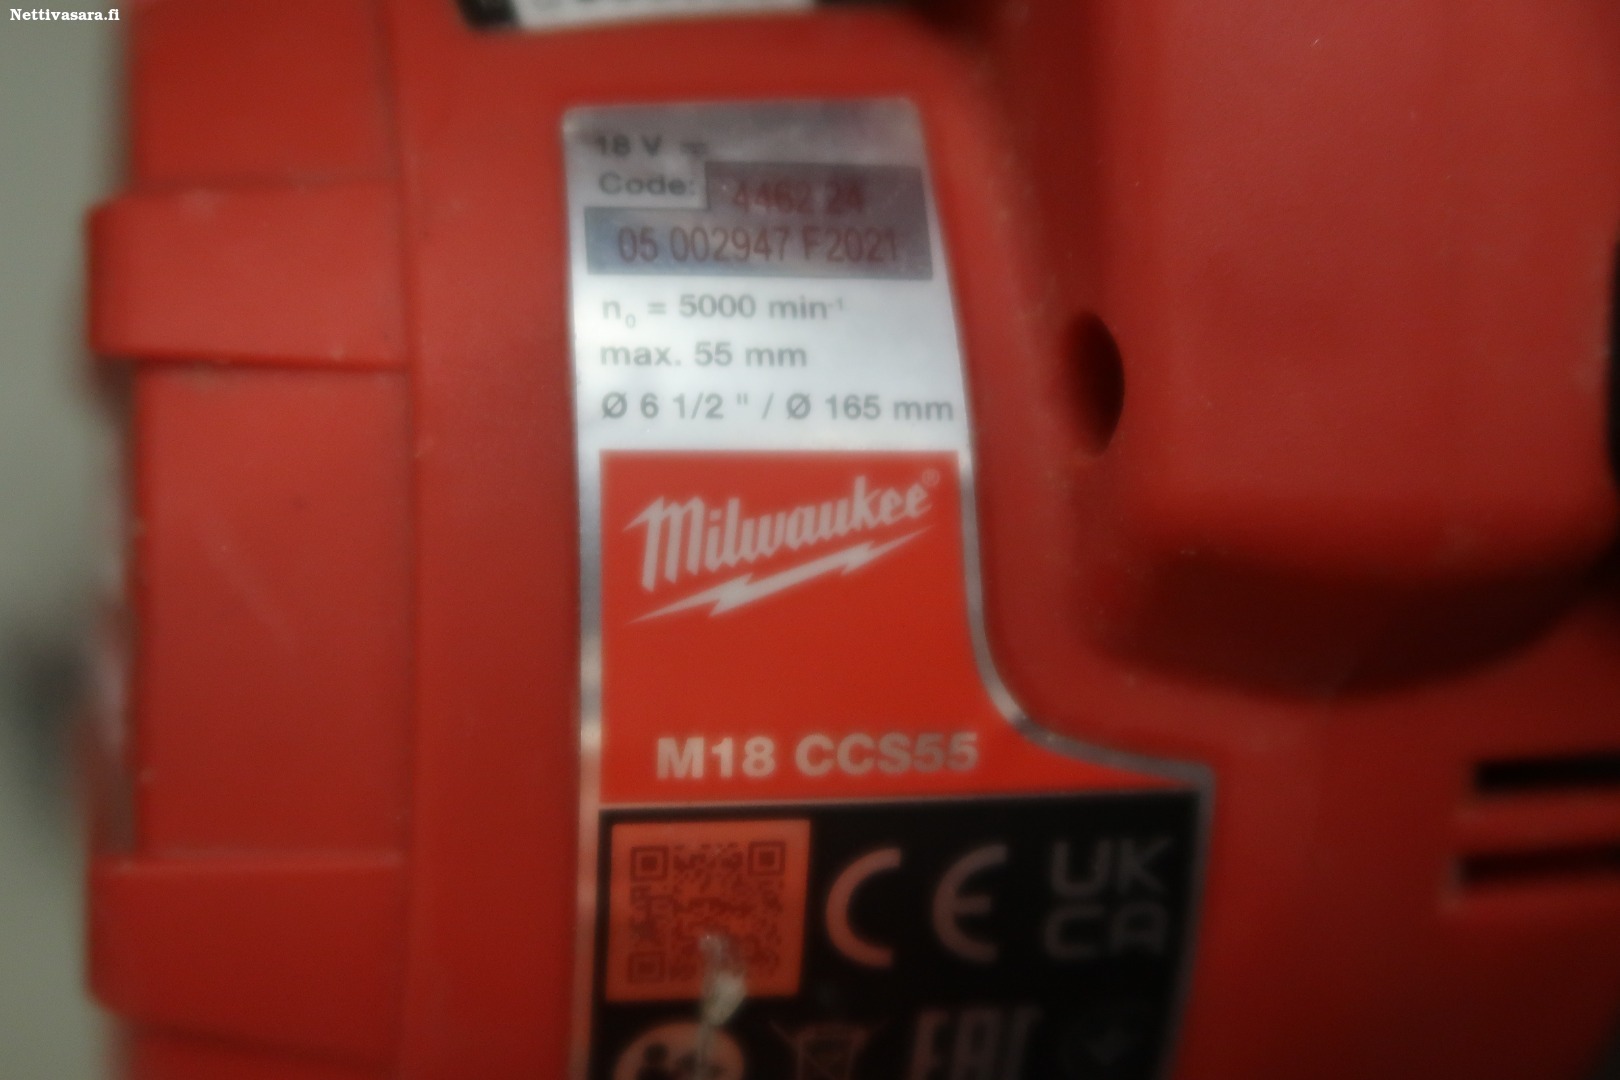 Nettivasara.fi
18 V
Code: 4462 24
05 002947 F2021
n0 = 5000 min-1
max. 55 mm
Ø 6 1/2 " / Ø 165 mm
Milwaukee®
M18 CCS55
CE
UK
CA
EAC